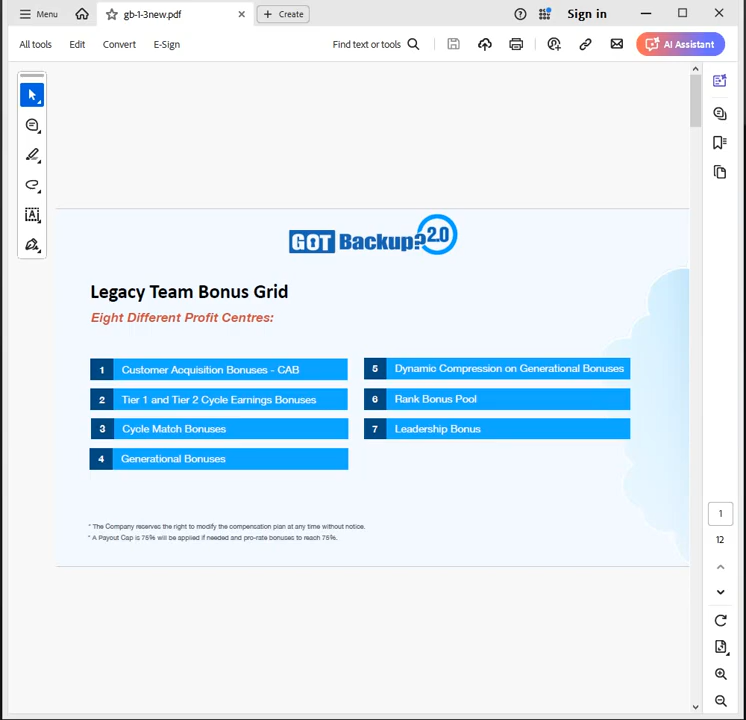 Menu
gb-1-3new.pdf
Create
Sign in
All tools
Edit
Convert
E-Sign
Find text or tools
AI Assistant
GOT Backup? 2.0
Legacy Team Bonus Grid
Eight Different Profit Centres:
1 Customer Acquisition Bonuses - CAB
2 Tier 1 and Tier 2 Cycle Earnings Bonuses
3 Cycle Match Bonuses
4 Generational Bonuses
5 Dynamic Compression on Generational Bonuses
6 Rank Bonus Pool
7 Leadership Bonus
* The Company reserves the right to modify the compensation plan at any time without notice.
* A Payout Cap is 75% will be applied if needed and pro-rate bonuses to reach 75%.
1
12